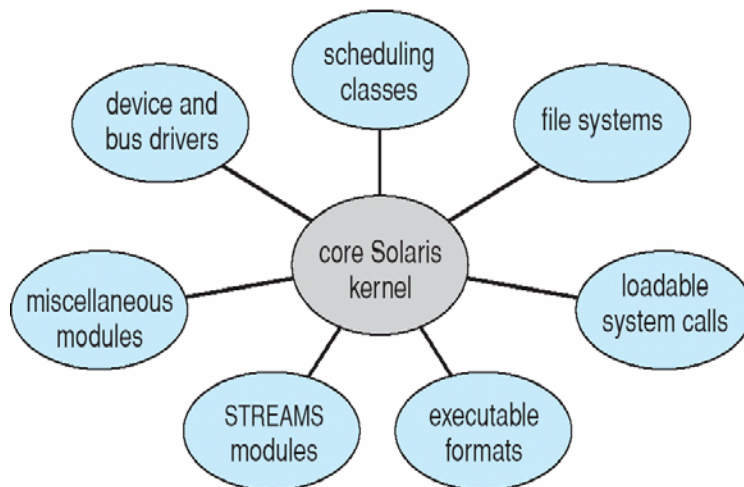 scheduling
classes
device and
bus drivers
file systems
core Solaris
kernel
miscellaneous
modules
loadable
system calls
STREAMS
modules
executable
formats